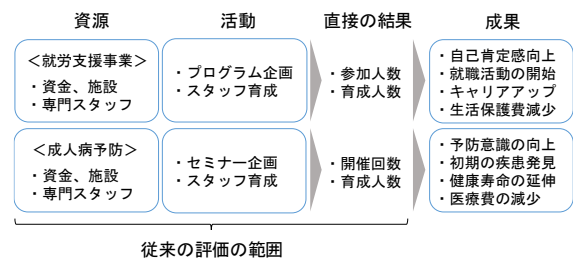 資源
活動
直接の結果
成果
＜就労支援事業＞
・資金、施設
・専門スタッフ
・プログラム企画
・スタッフ育成
・参加人数
・育成人数
・自己肯定感向上
・就職活動の開始
・キャリアアップ
・生活保護費減少
＜成人病予防＞
・資金、施設
・専門スタッフ
・セミナー企画
・スタッフ育成
・開催回数
・育成人数
・予防意識の向上
・初期の疾患発見
・健康寿命の延伸
・医療費の減少
従来の評価の範囲